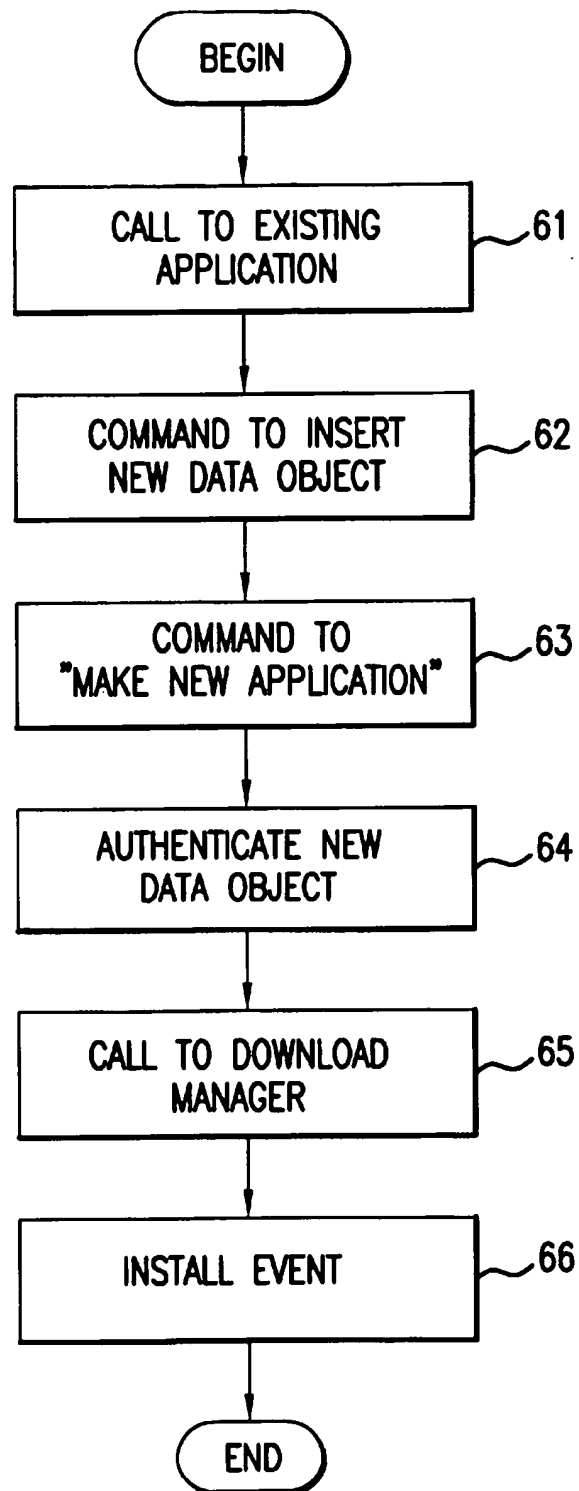 BEGIN
CALL TO EXISTING
APPLICATION
61
COMMAND TO INSERT
NEW DATA OBJECT
62
COMMAND TO
"MAKE NEW APPLICATION"
63
AUTHENTICATE NEW
DATA OBJECT
64
CALL TO DOWNLOAD
MANAGER
65
INSTALL EVENT
66
END